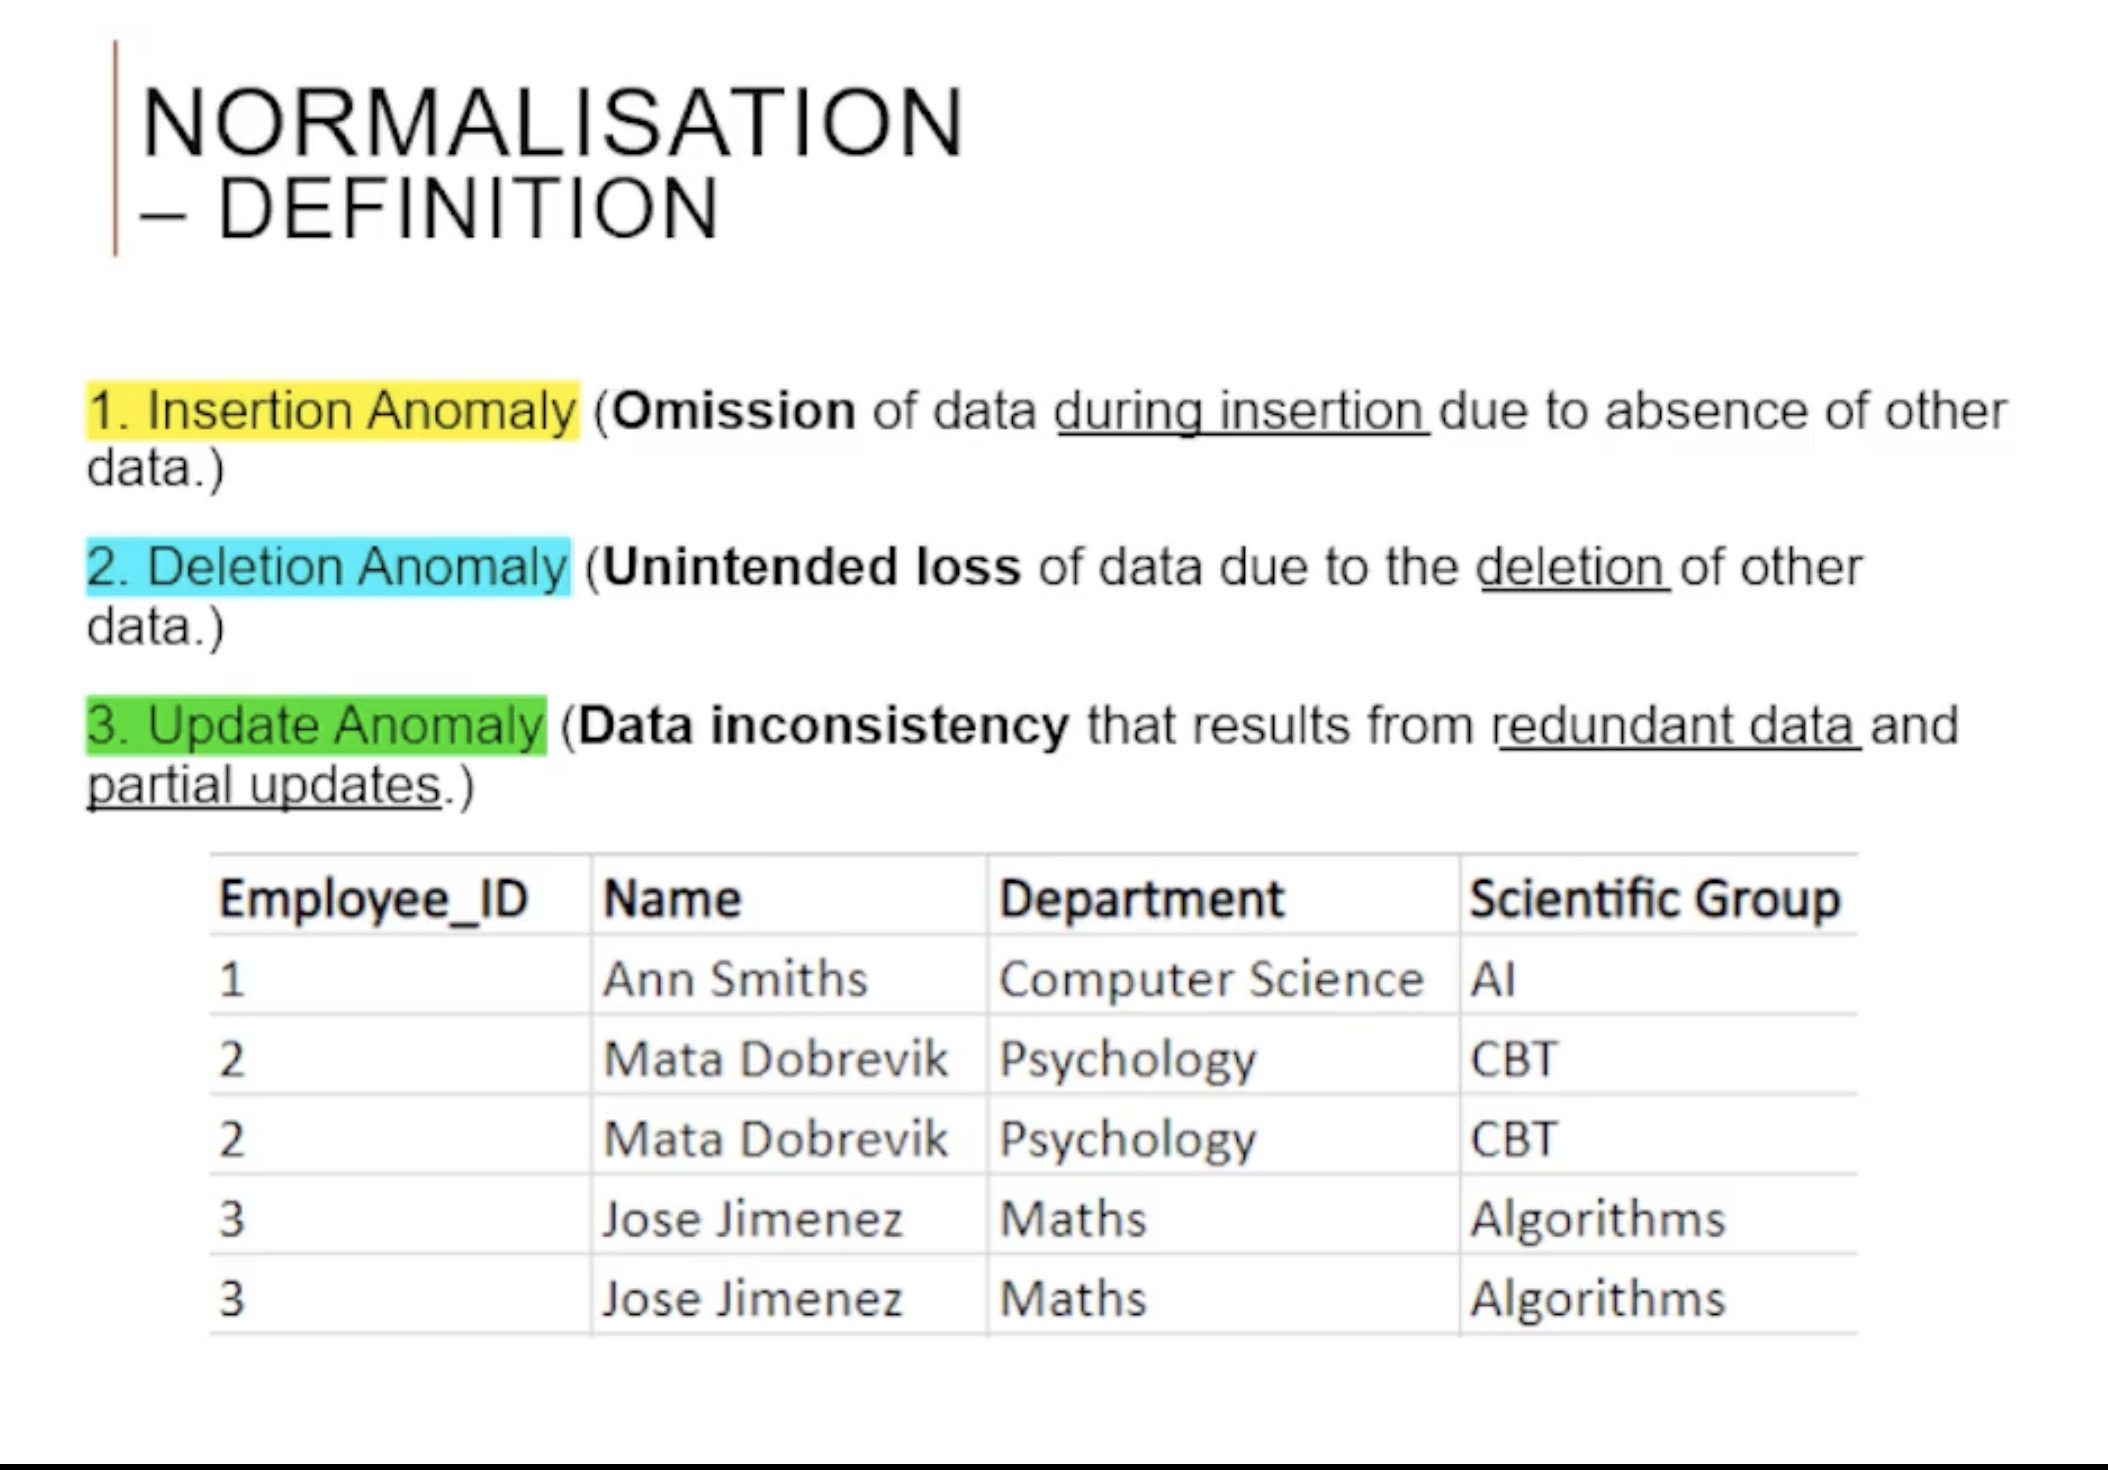 NORMALISATION
– DEFINITION
1. Insertion Anomaly (Omission of data during insertion due to absence of other
data.)
2. Deletion Anomaly (Unintended loss of data due to the deletion of other
data.)
3. Update Anomaly (Data inconsistency that results from redundant data and
partial updates.)
Employee_ID Name Department Scientific Group
1 Ann Smiths Computer Science AI
2 Mata Dobrevik Psychology CBT
2 Mata Dobrevik Psychology CBT
3 Jose Jimenez Maths Algorithms
3 Jose Jimenez Maths Algorithms